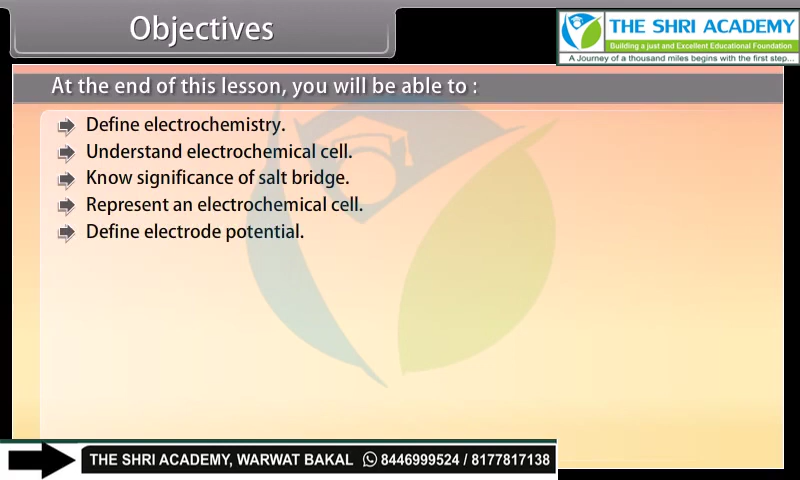 Objectives
THE SHRI ACADEMY
Building a just and Excellent Educational Foundation
A Journey of a thousand miles begins with the first step...
At the end of this lesson, you will be able to :
Define electrochemistry.
Understand electrochemical cell.
Know significance of salt bridge.
Represent an electrochemical cell.
Define electrode potential.
THE SHRI ACADEMY, WARWAT BAKAL 8446999524 / 8177817138